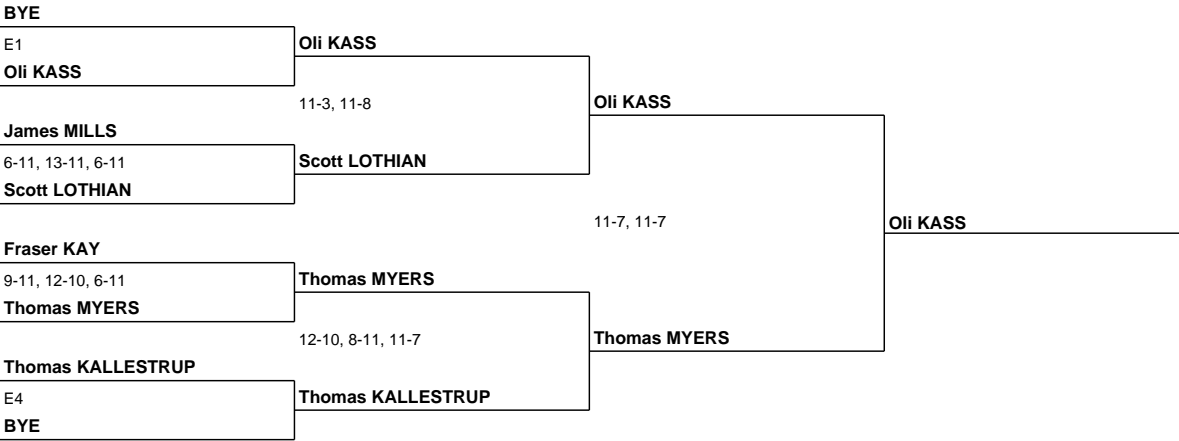 BYE
E1
Oli KASS
Oli KASS
11-3, 11-8
James MILLS
6-11, 13-11, 6-11
Scott LOTHIAN
Scott LOTHIAN
Oli KASS
11-7, 11-7
Oli KASS
Fraser KAY
9-11, 12-10, 6-11
Thomas MYERS
Thomas MYERS
12-10, 8-11, 11-7
Thomas MYERS
Thomas KALLESTRUP
E4
BYE
Thomas KALLESTRUP